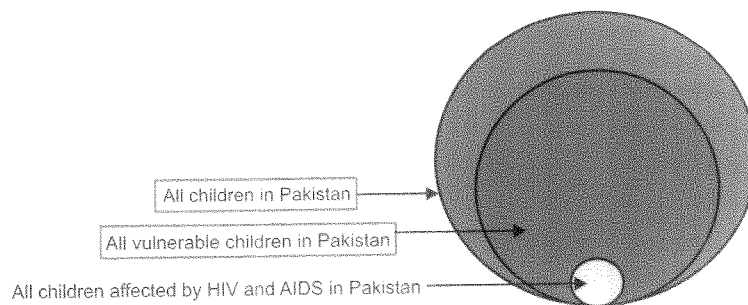 All children in Pakistan
All vulnerable children in Pakistan
All children affected by HIV and AIDS in Pakistan